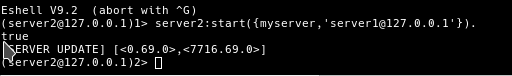 Eshell V9.2  (abort with ^G)
(server2@127.0.0.1)1> server2:start({myserver,'server1@127.0.0.1'}).
true
SERVER UPDATE] [<0.69.0>,<7716.69.0>]
(server2@127.0.0.1)2>